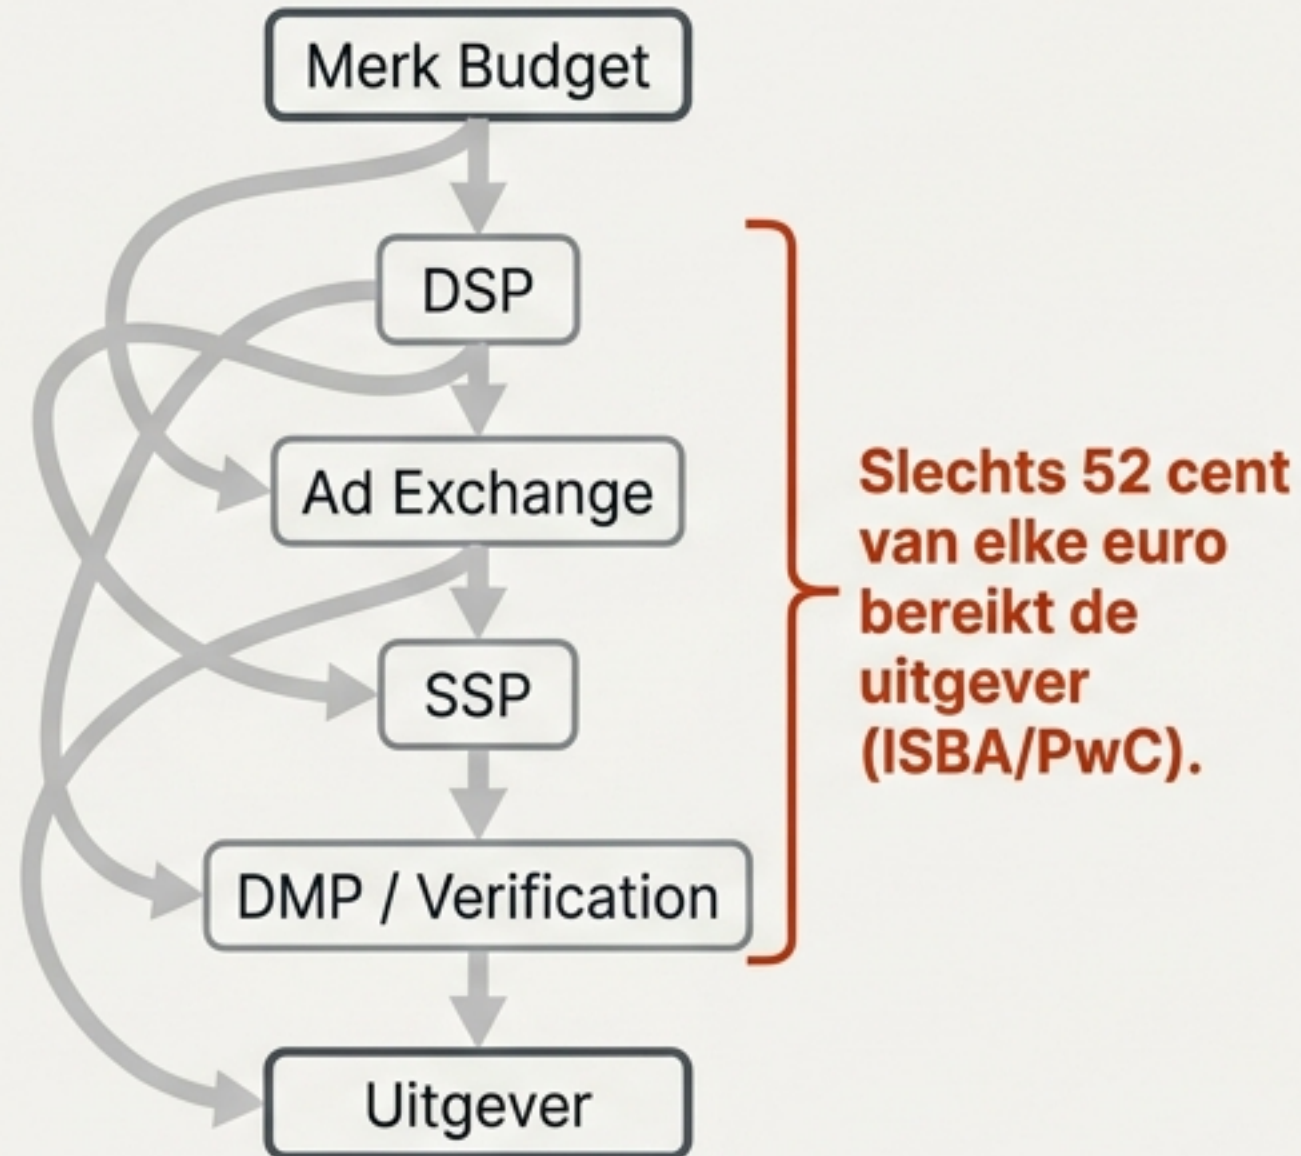 Merk Budget
DSP
Ad Exchange
SSP
DMP / Verification
Uitgever
Slechts 52 cent
van elke euro
bereikt de
uitgever
(ISBA/PwC).